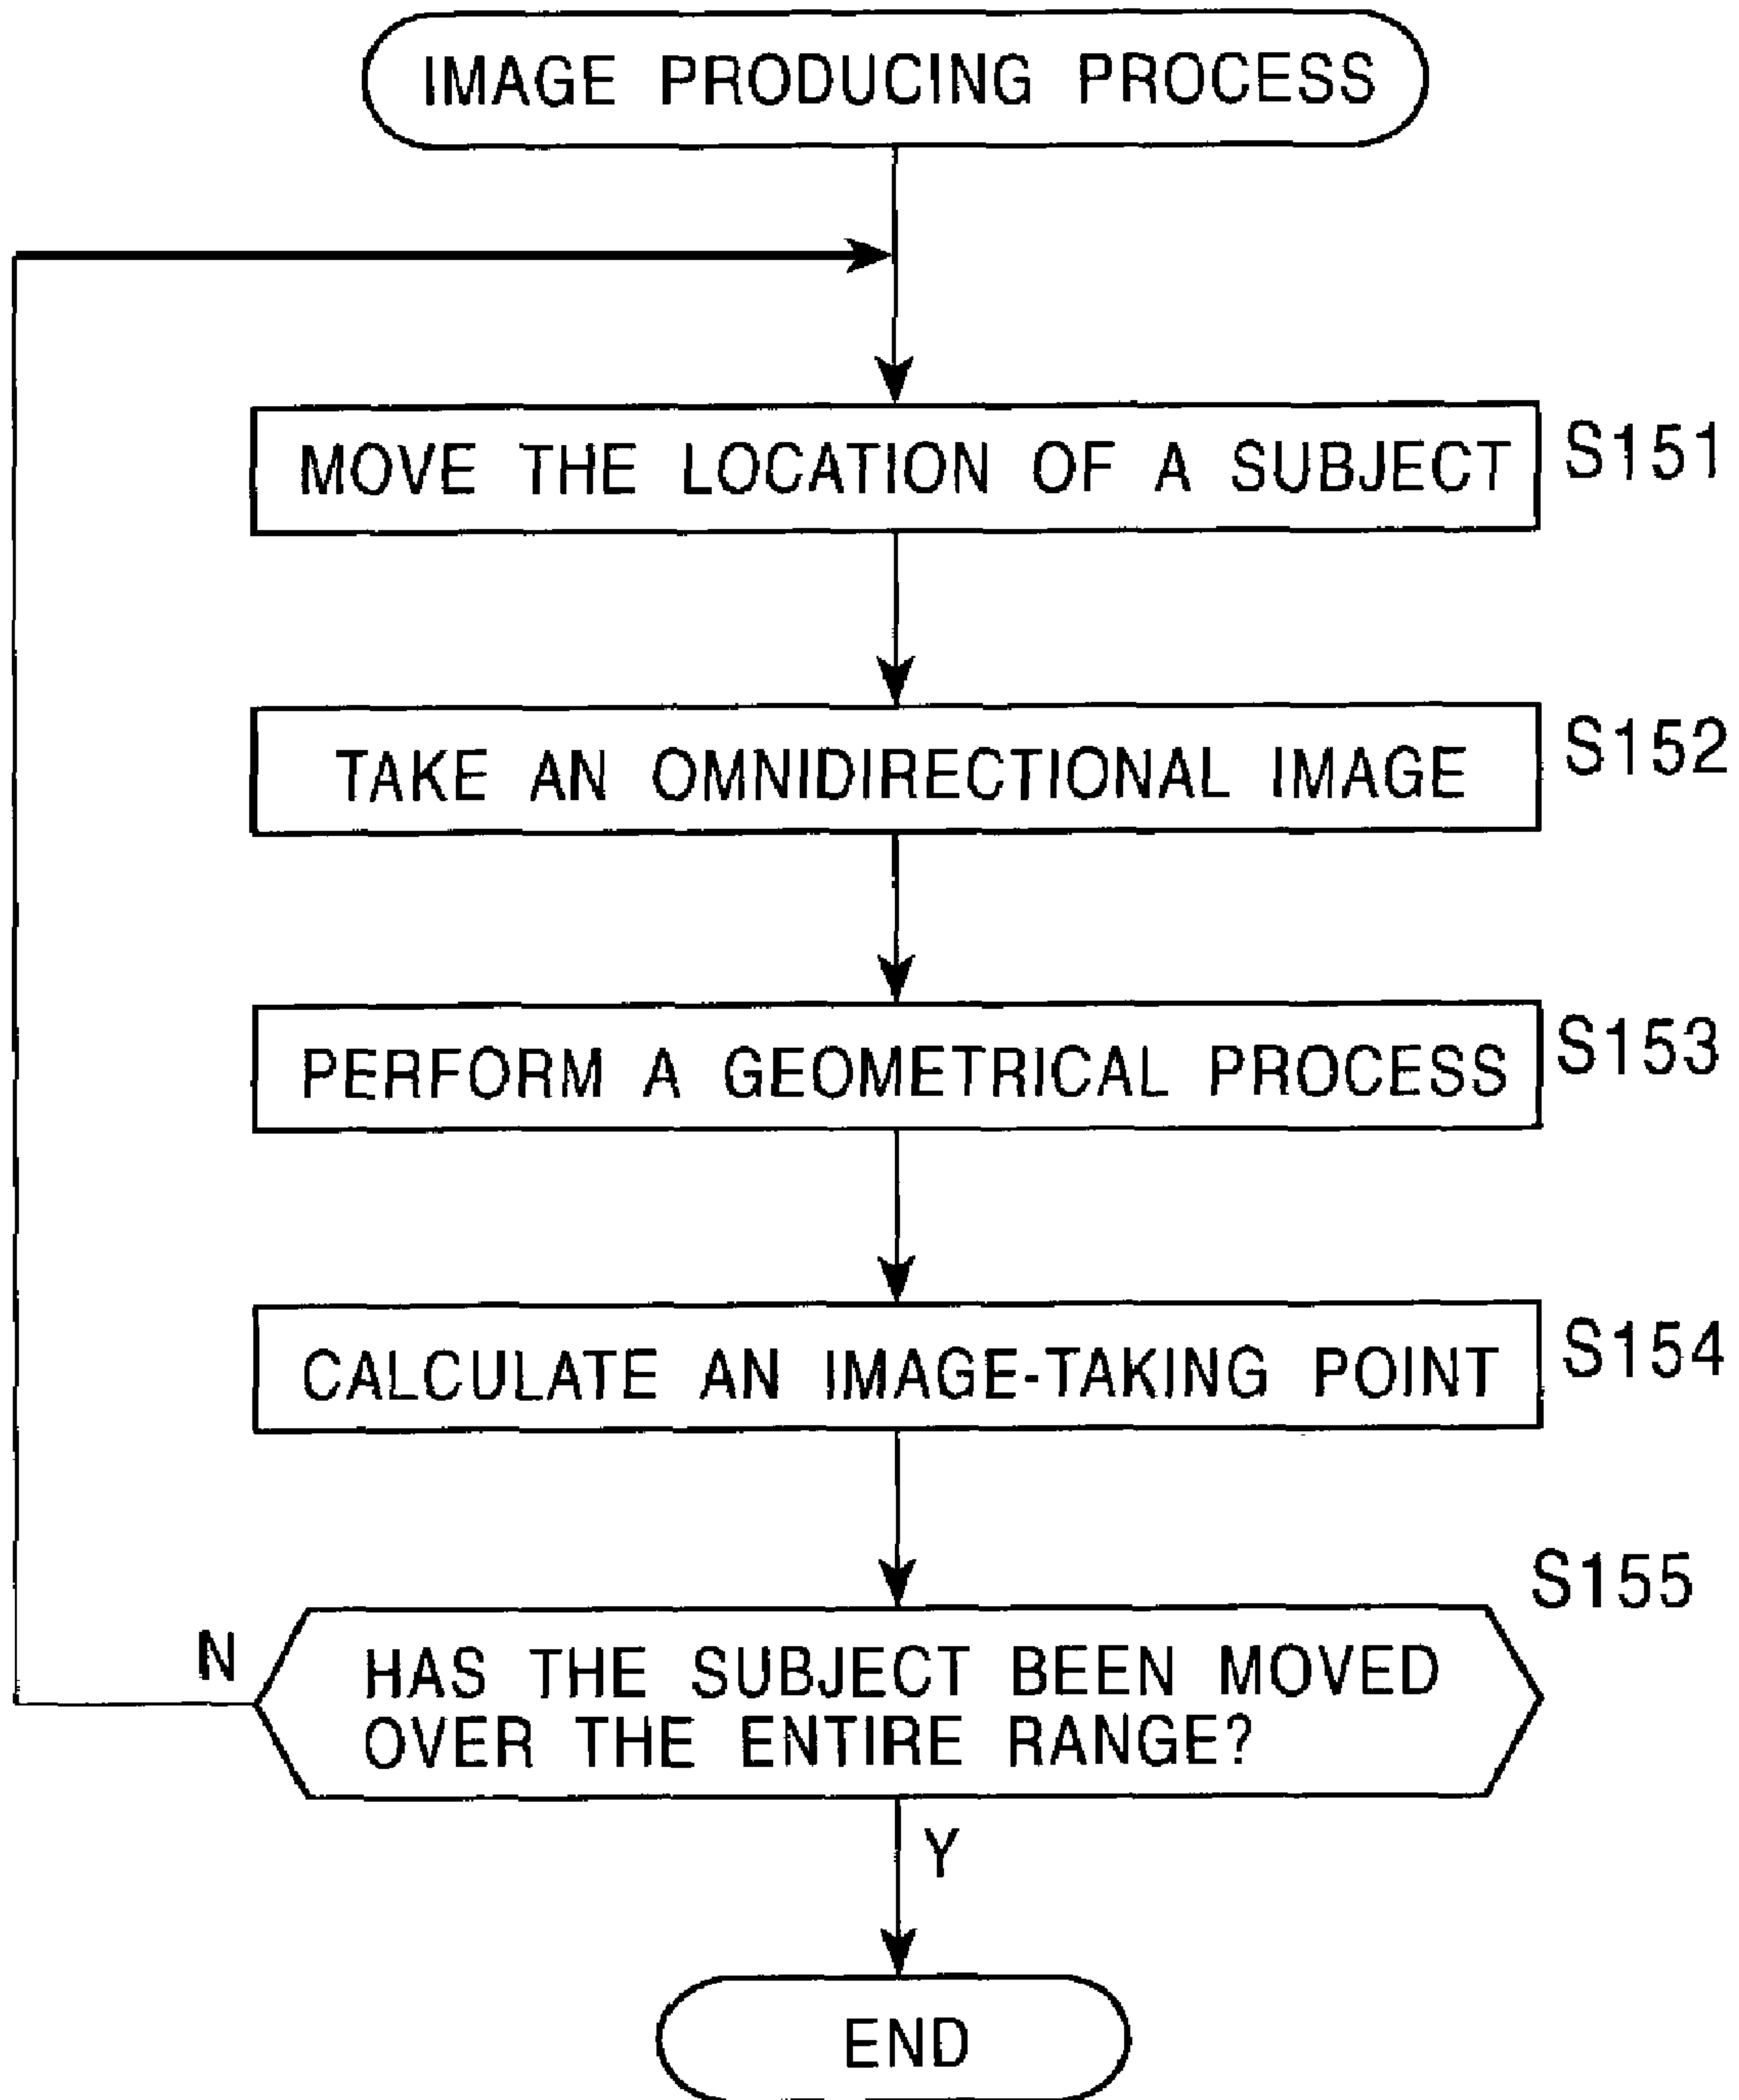 IMAGE PRODUCING PROCESS
MOVE THE LOCATION OF A SUBJECT
S151
TAKE AN OMNIDIRECTIONAL IMAGE
S152
PERFORM A GEOMETRICAL PROCESS
S153
CALCULATE AN IMAGE-TAKING POINT
S154
S155
N
HAS THE SUBJECT BEEN MOVED
OVER THE ENTIRE RANGE?
Y
END